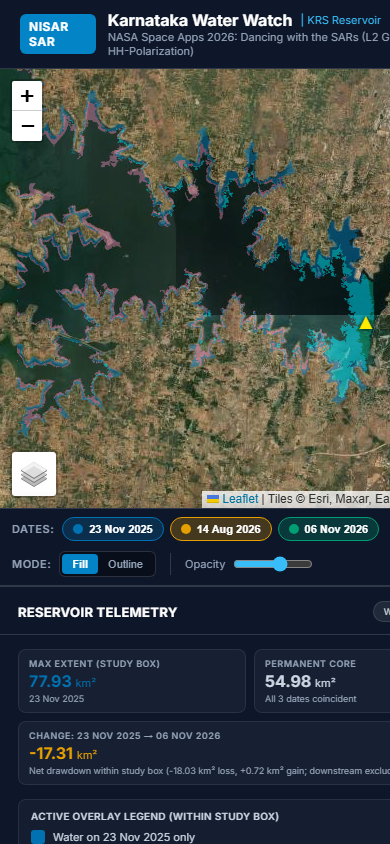 NISAR
SAR
Karnataka Water Watch | KRS Reservoir
NASA Space Apps 2026: Dancing with the SARs (L2 G
HH-Polarization)
+
−
Leaflet | Tiles © Esri, Maxar, Ea
DATES: 23 Nov 2025 14 Aug 2026 06 Nov 2026
MODE: Fill Outline Opacity
RESERVOIR TELEMETRY
W
MAX EXTENT (STUDY BOX)
77.93 km²
23 Nov 2025
PERMANENT CORE
54.98 km²
All 3 dates coincident
CHANGE: 23 NOV 2025 → 06 NOV 2026
-17.31 km²
Net drawdown within study box (-18.03 km² loss, +0.72 km² gain; downstream exclu
ACTIVE OVERLAY LEGEND (WITHIN STUDY BOX)
Water on 23 Nov 2025 only